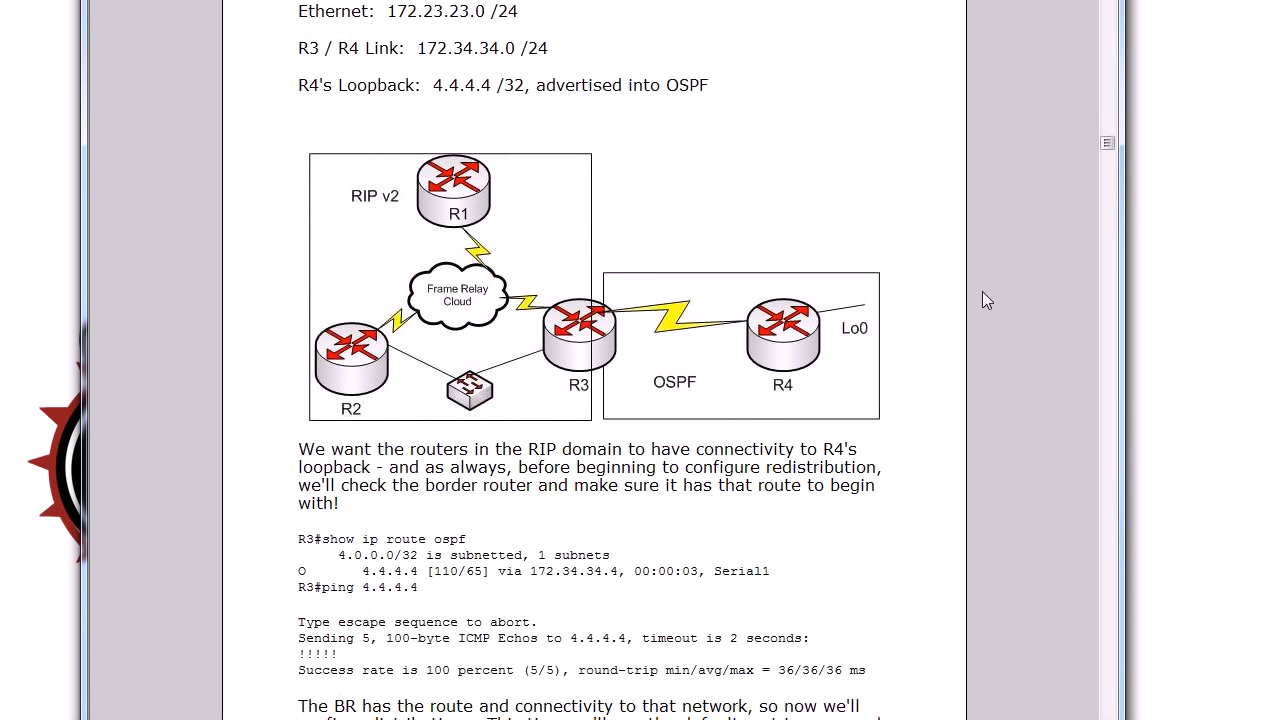 Ethernet:  172.23.23.0 /24
R3 / R4 Link:  172.34.34.0 /24
R4's Loopback:  4.4.4.4 /32, advertised into OSPF
RIP v2
R1
Frame Relay
Cloud
Lo0
R3
OSPF
R4
R2
We want the routers in the RIP domain to have connectivity to R4's
loopback - and as always, before beginning to configure redistribution,
we'll check the border router and make sure it has that route to begin
with!
R3#show ip route ospf
     4.0.0.0/32 is subnetted, 1 subnets
O       4.4.4.4 [110/65] via 172.34.34.4, 00:00:03, Serial1
R3#ping 4.4.4.4
Type escape sequence to abort.
Sending 5, 100-byte ICMP Echos to 4.4.4.4, timeout is 2 seconds:
!!!!!
Success rate is 100 percent (5/5), round-trip min/avg/max = 36/36/36 ms
The BR has the route and connectivity to that network, so now we'll